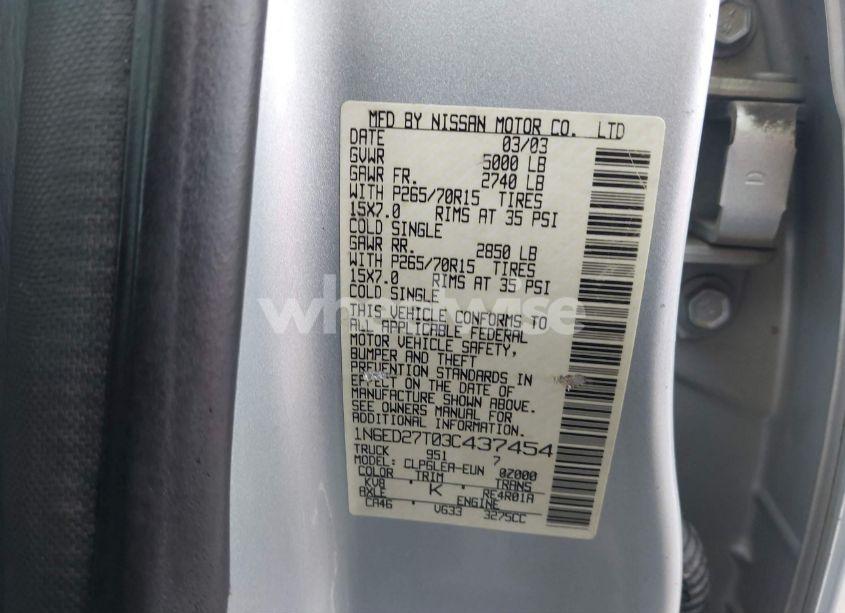 MFD BY NISSAN MOTOR CO. LTD
DATE 03/03
GVWR 5000 LB
GAWR FR. 2740 LB
WITH P265/70R15 TIRES
15X7.0 RIMS AT 35 PSI
COLD SINGLE
GAWR RR. 2850 LB
WITH P265/70R15 TIRES
15X7.0 RIMS AT 35 PSI
COLD SINGLE
THIS VEHICLE CONFORMS TO
ALL APPLICABLE FEDERAL
MOTOR VEHICLE SAFETY,
BUMPER AND THEFT
PREVENTION STANDARDS IN
EFFECT ON THE DATE OF
MANUFACTURE SHOWN ABOVE.
SEE OWNERS MANUAL FOR
ADDITIONAL INFORMATION.
1N6ED27T03C437454
TRUCK 951 7
MODEL: CLPGLEA-EUN 0Z000
COLOR TRIM TRANS
KV8 K RE4R01A
AXLE ENGINE
CA46 VG33 3275CC
wheelwise